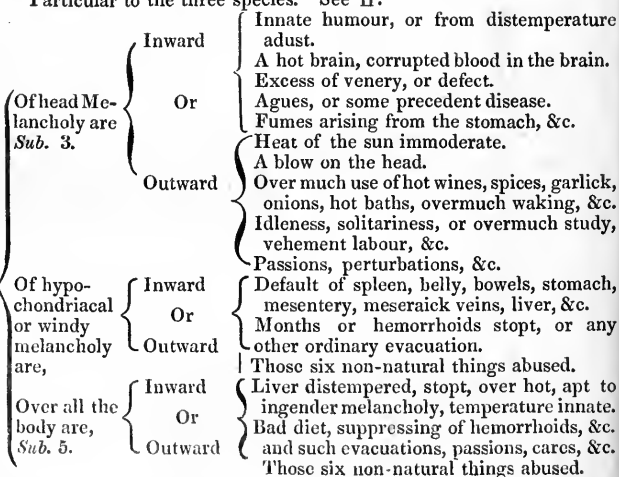 Particular to the three species. See II.
Of head Me-
lancholy are
Sub. 3.
Inward
Or
Outward
Innate humour, or from distemperature
adust.
A hot brain, corrupted blood in the brain.
Excess of venery, or defect.
Agues, or some precedent disease.
Fumes arising from the stomach, &c.
Heat of the sun immoderate.
A blow on the head.
Over much use of hot wines, spices, garlick,
onions, hot baths, overmuch waking, &c.
Idleness, solitariness, or overmuch study,
vehement labour, &c.
Passions, perturbations, &c.
Of hypo-
chondriacal
or windy
melancholy
are,
Inward
Or
Outward
Default of spleen, belly, bowels, stomach,
mesentery, meseraick veins, liver, &c.
Months or hemorrhoids stopt, or any
other ordinary evacuation.
Those six non-natural things abused.
Over all the
body are,
Sub. 5.
Inward
Or
Outward
Liver distempered, stopt, over hot, apt to
ingender melancholy, temperature innate.
Bad diet, suppressing of hemorrhoids, &c.
and such evacuations, passions, cares, &c.
Those six non-natural things abused.